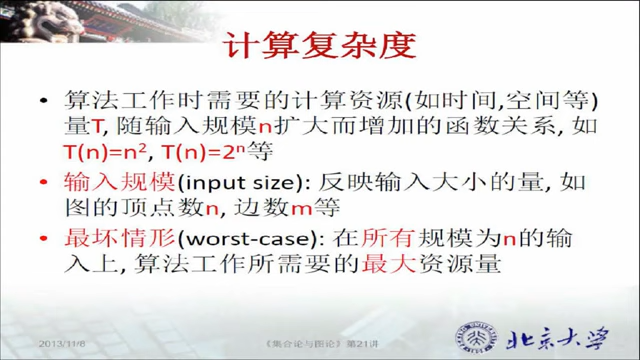 计算复杂度
• 算法工作时需要的计算资源(如时间,空间等)
量T, 随输入规模n扩大而增加的函数关系, 如
T(n)=n², T(n)=2ⁿ等
• 输入规模(input size): 反映输入大小的量, 如
图的顶点数n, 边数m等
• 最坏情形(worst-case): 在所有规模为n的输
入上, 算法工作所需要的最大资源量
2013/11/8
《集合论与图论》第21讲
北京大学